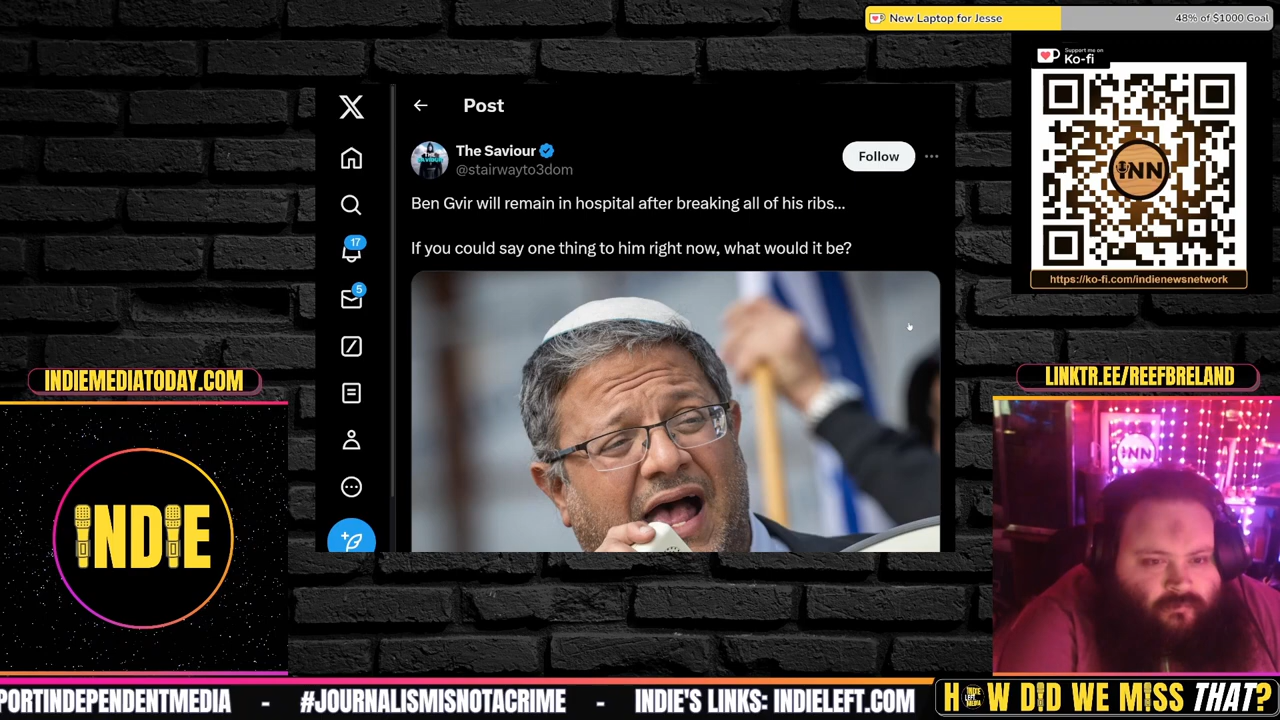 New Laptop for Jesse
48% of $1000 Goal
Support me on
Ko-fi
iNN
https://ko-fi.com/indienewsnetwork
Post
The Saviour
@stairwayto3dom
Follow
Ben Gvir will remain in hospital after breaking all of his ribs...
If you could say one thing to him right now, what would it be?
17
5
INDIEMEDIATODAY.COM
INDIE
LINKTR.EE/REEFBRELAND
iNN
PORTINDEPENDENTMEDIA - #JOURNALISMISNOTACRIME - INDIE'S LINKS: INDIELEFT.COM
HOW DID WE MISS THAT?